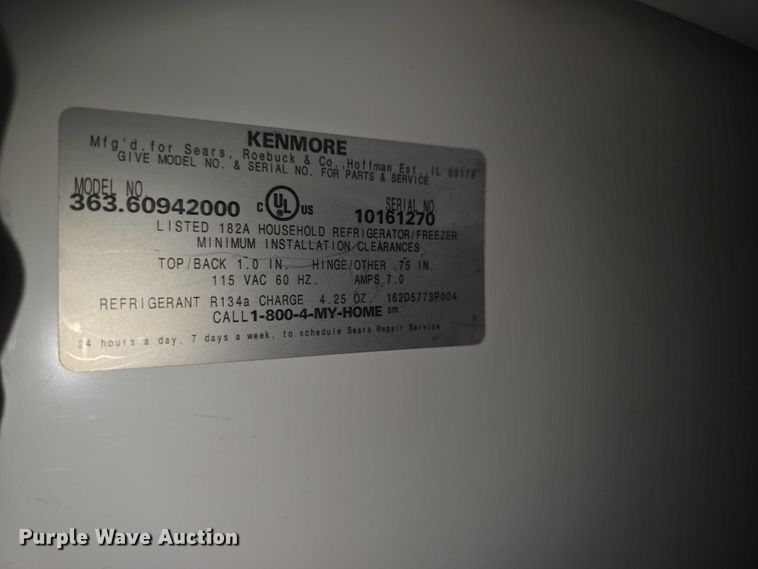 KENMORE
Mfg'd.for Sears, Roebuck & Co.,Hoffman Est., IL 60179
GIVE MODEL NO. & SERIAL NO. FOR PARTS & SERVICE
MODEL NO. SERIAL NO.
363.60942000 C UL US 10161270
LISTED 182A HOUSEHOLD REFRIGERATOR/FREEZER
MINIMUM INSTALLATION CLEARANCES
TOP/BACK 1.0 IN. HINGE/OTHER .75 IN.
115 VAC 60 HZ. AMPS 7.0
REFRIGERANT R134a CHARGE 4.25 OZ. 162D5773P004
CALL 1-800-4-MY-HOME sm
24 hours a day, 7 days a week, to schedule Sears Repair Service
Purple Wave Auction